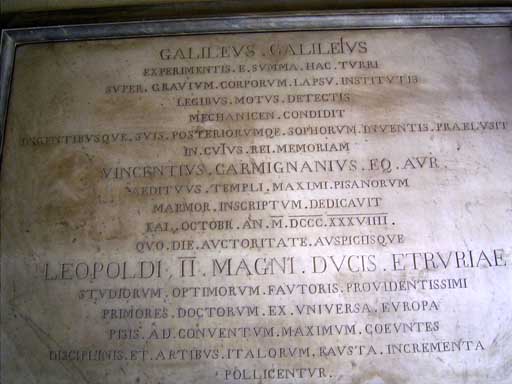 GALILEVS . GALILEIVS
EXPERIMENTIS . E . SVMMA . HAC . TVRRI
SVPER . GRAVIVM . CORPORVM . LAPSV . INSTITVTIS
LEGIBVS . MOTVS . DETECTIS
MECHANICEN . CONDIDIT
INGENTIBVSQVE . SVIS . POSTERIORVMQE . SOPHORVM . INVENTIS . PRAELVSIT
IN . CVIVS . REI . MEMORIAM
VINCENTIVS . CARMIGNANIVS . EQ . AVR .
AEDITVVS . TEMPLI . MAXIMI . PISANORVM
MARMOR . INSCRIPTVM . DEDICAVIT
KAL . OCTOBR . AN . M . DCCC . XXXVIIII .
QVO . DIE . AVCTORITATE . AVSPICIISQVE
LEOPOLDI . II . MAGNI . DVCIS . ETRVRIAE
STVDIORVM . OPTIMORVM . FAVTORIS . PROVIDENTISSIMI
PRIMORES . DOCTORVM . EX . VNIVERSA . EVROPA
PISIS . AD . CONVENTVM . MAXIMVM . COEVNTES
DISCIPLINIS . ET . ARTIBVS . ITALORVM . FAVSTA . INCREMENTA
POLLICENTVR .